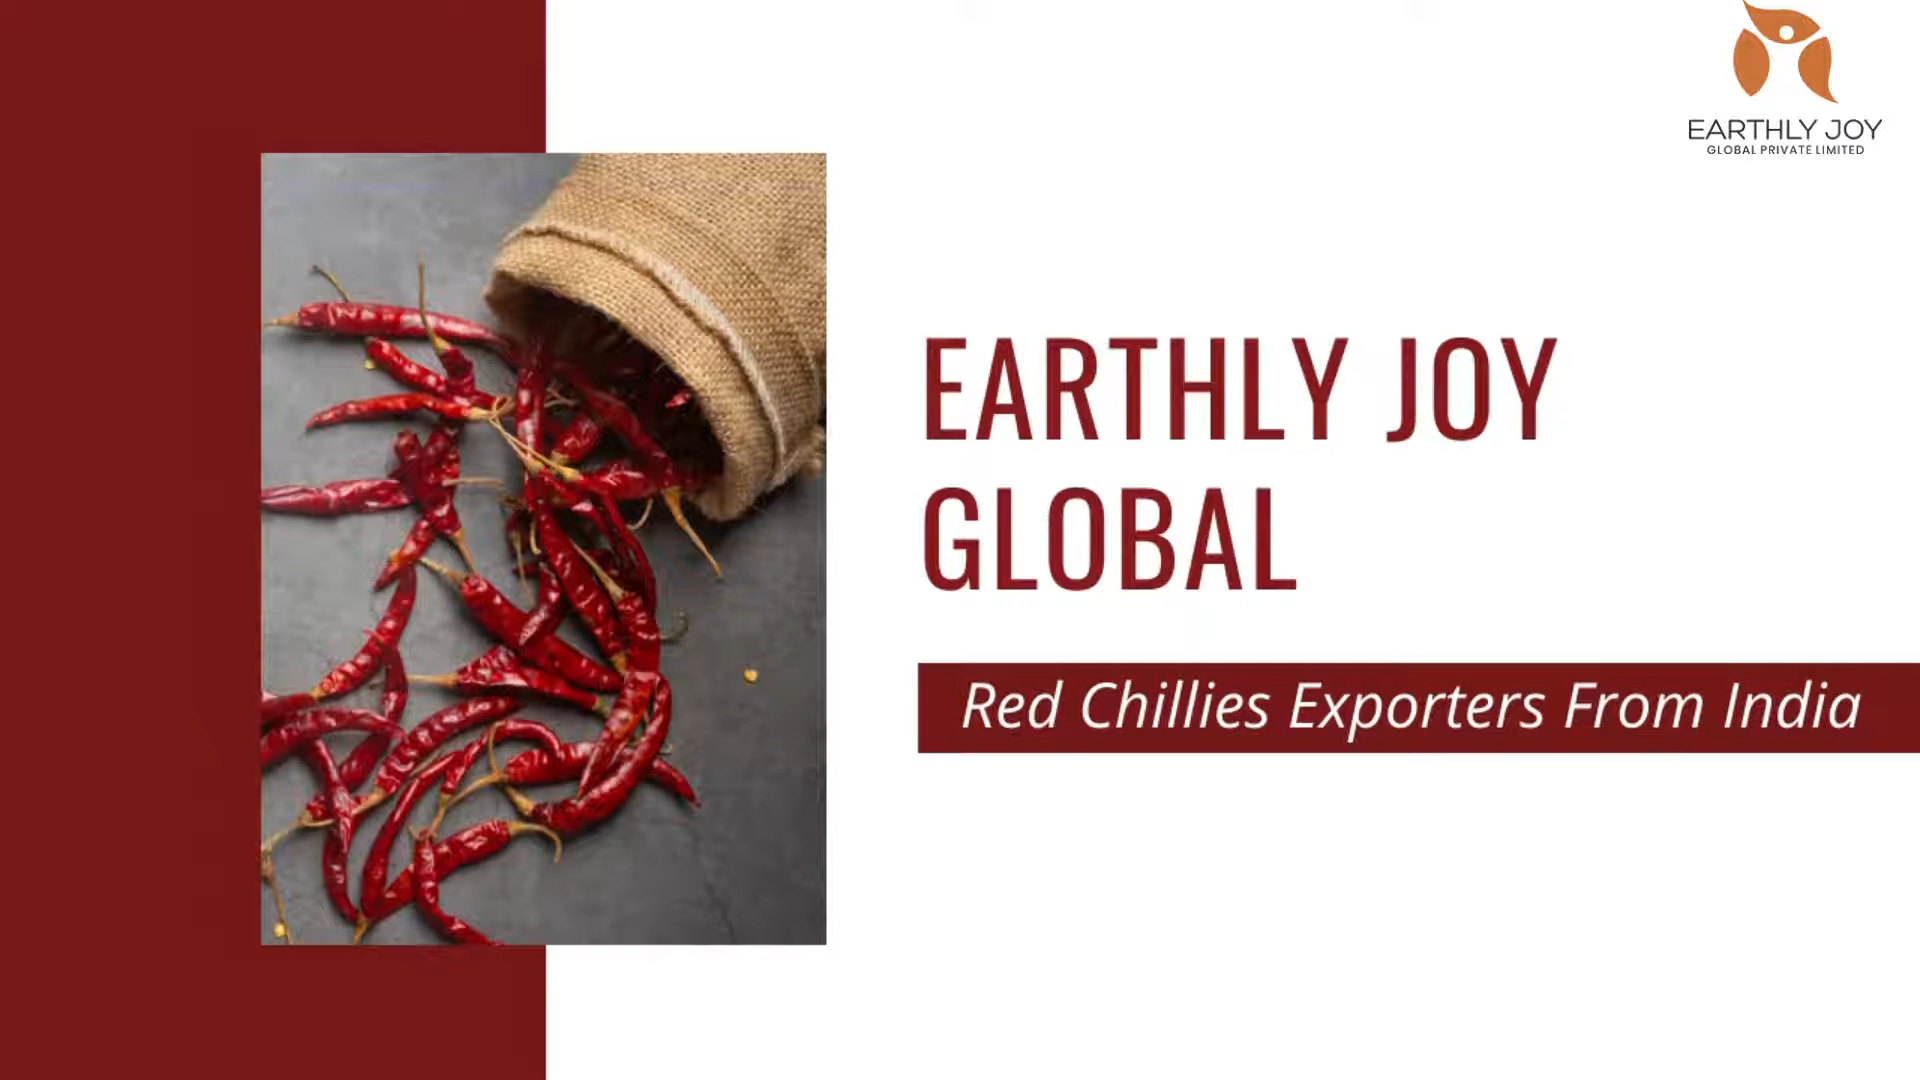 EARTHLY JOY
GLOBAL PRIVATE LIMITED
EARTHLY JOY
GLOBAL
Red Chillies Exporters From India